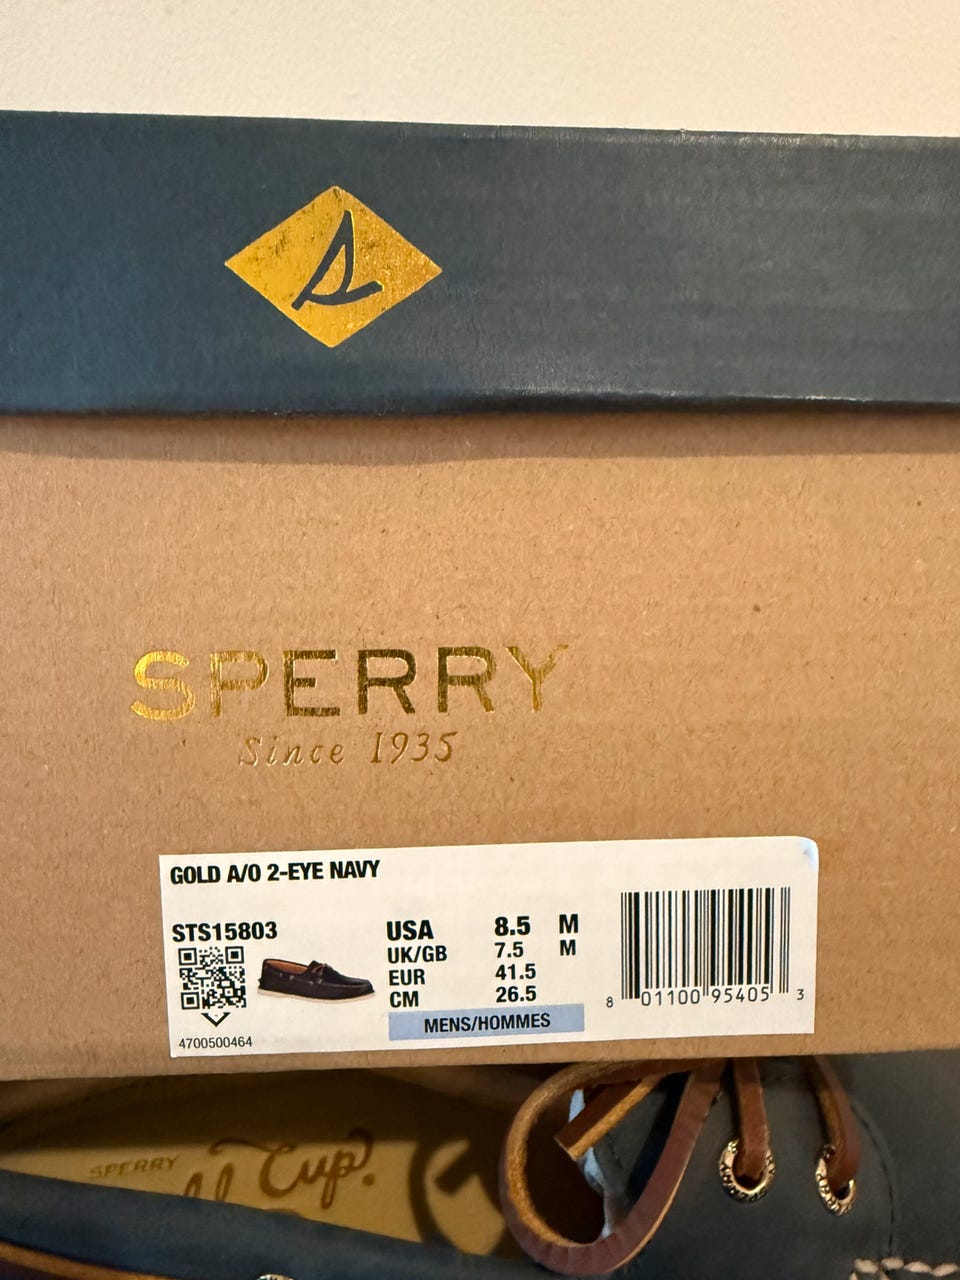 SPERRY
Since 1935
GOLD A/O 2-EYE NAVY
STS15803
USA 8.5 M
UK/GB 7.5 M
EUR 41.5
CM 26.5
MENS/HOMMES
4700500464
8 01100 95405 3
SPERRY
Cup.